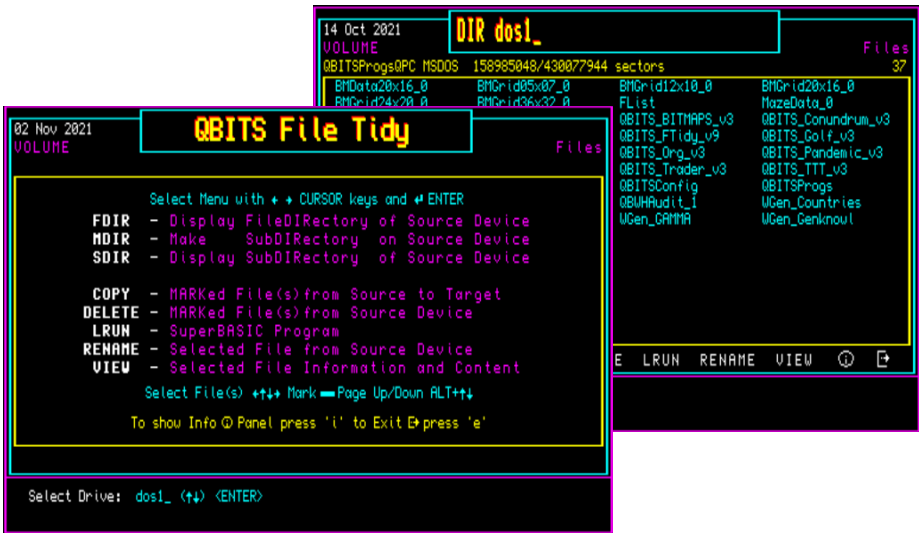 14 Oct 2021
DIR dos1_
VOLUME
Files
QBITSProgsQPC MSDOS 158985048/430077944 sectors
37
BMData20x16_0 BMGrid05x07_0 BMGrid12x10_0 BMGrid20x16_0
BMGrid24x20_0 BMGrid36x32_0 FList MazeData_0
QBITS_BITMAPS_v3 QBITS_Conundrum_v3
QBITS_FTidy_v9 QBITS_Golf_v3
QBITS_Org_v3 QBITS_Pandemic_v3
QBITS_Trader_v3 QBITS_TTT_v3
QBITSConfig QBITSProgs
QBWHAudit_1 WGen_Countries
WGen_GAMMA WGen_Genknowl
E LRUN RENAME VIEW ⓘ
02 Nov 2021
QBITS File Tidy
VOLUME
Files
Select Menu with ← → CURSOR keys and ↵ ENTER
FDIR – Display FileDIRectory of Source Device
MDIR – Make SubDIRectory on Source Device
SDIR – Display SubDIRectory of Source Device
COPY – MARKed File(s)from Source to Target
DELETE – MARKed File(s)from Source Device
LRUN – SuperBASIC Program
RENAME – Selected File from Source Device
VIEW – Selected File Information and Content
Select File(s) ←↑↓→ Mark ▬ Page Up/Down ALT+↑↓
To show Info ⓘ Panel press 'i' to Exit press 'e'
Select Drive: dos1_ (↑↓) <ENTER>